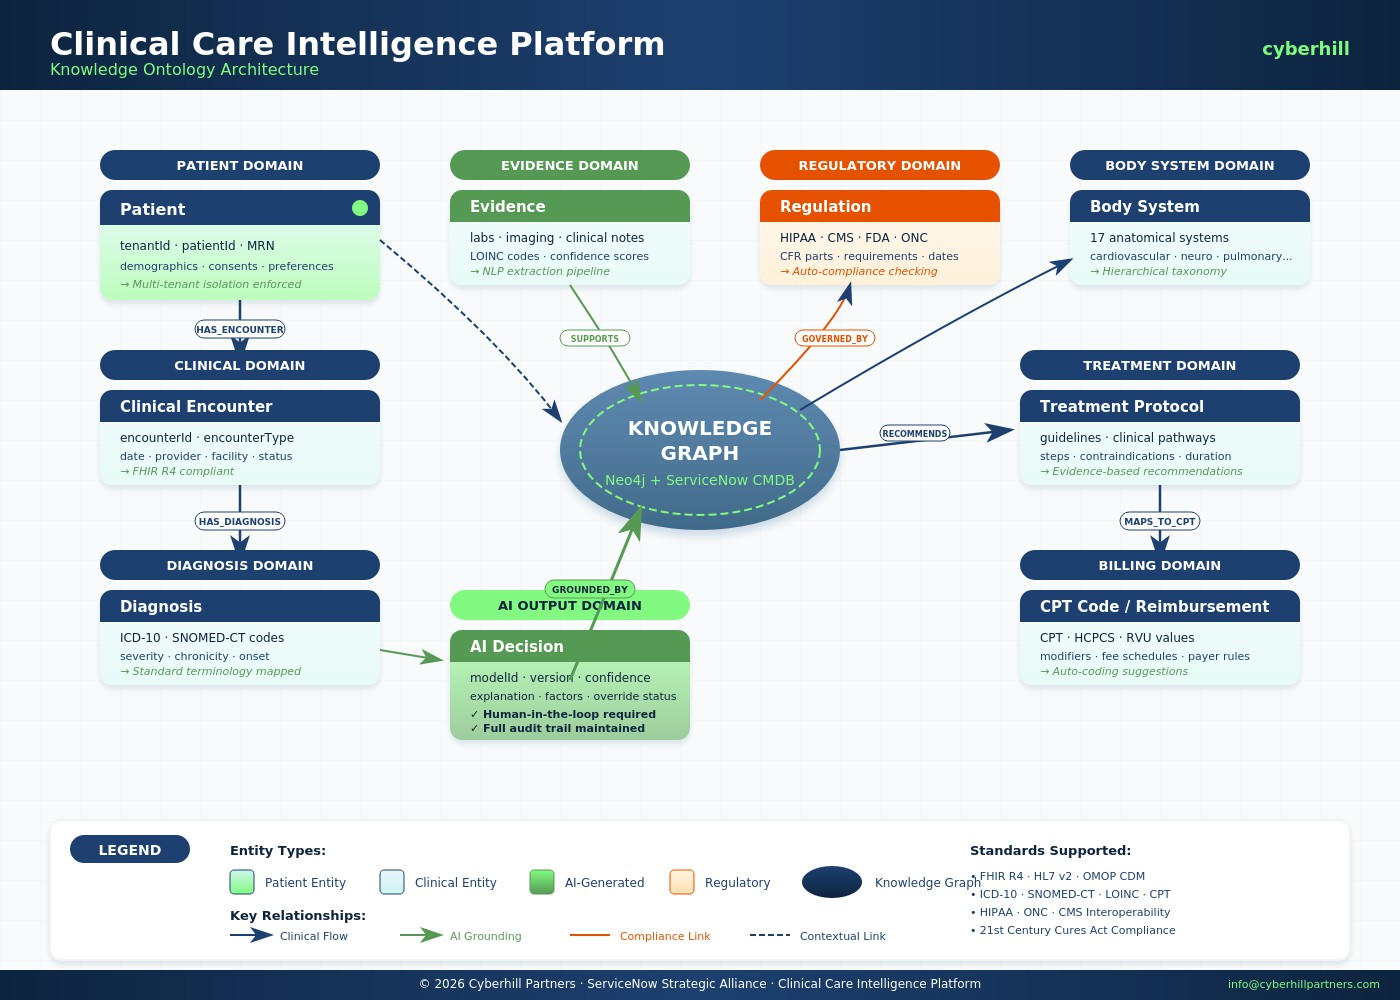 Clinical Care Intelligence Platform
Knowledge Ontology Architecture
cyberhill
PATIENT DOMAIN
Patient
tenantId · patientId · MRN
demographics · consents · preferences
→ Multi-tenant isolation enforced
HAS_ENCOUNTER
CLINICAL DOMAIN
Clinical Encounter
encounterId · encounterType
date · provider · facility · status
→ FHIR R4 compliant
HAS_DIAGNOSIS
DIAGNOSIS DOMAIN
Diagnosis
ICD-10 · SNOMED-CT codes
severity · chronicity · onset
→ Standard terminology mapped
EVIDENCE DOMAIN
Evidence
labs · imaging · clinical notes
LOINC codes · confidence scores
→ NLP extraction pipeline
SUPPORTS
REGULATORY DOMAIN
Regulation
HIPAA · CMS · FDA · ONC
CFR parts · requirements · dates
→ Auto-compliance checking
GOVERNED_BY
BODY SYSTEM DOMAIN
Body System
17 anatomical systems
cardiovascular · neuro · pulmonary...
→ Hierarchical taxonomy
KNOWLEDGE
GRAPH
Neo4j + ServiceNow CMDB
RECOMMENDS
TREATMENT DOMAIN
Treatment Protocol
guidelines · clinical pathways
steps · contraindications · duration
→ Evidence-based recommendations
MAPS_TO_CPT
BILLING DOMAIN
CPT Code / Reimbursement
CPT · HCPCS · RVU values
modifiers · fee schedules · payer rules
→ Auto-coding suggestions
GROUNDED_BY
AI OUTPUT DOMAIN
AI Decision
modelId · version · confidence
explanation · factors · override status
✓ Human-in-the-loop required
✓ Full audit trail maintained
LEGEND
Entity Types:
Patient Entity
Clinical Entity
AI-Generated
Regulatory
Knowledge Graph
Key Relationships:
Clinical Flow
AI Grounding
Compliance Link
Contextual Link
Standards Supported:
• FHIR R4 · HL7 v2 · OMOP CDM
• ICD-10 · SNOMED-CT · LOINC · CPT
• HIPAA · ONC · CMS Interoperability
• 21st Century Cures Act Compliance
© 2026 Cyberhill Partners · ServiceNow Strategic Alliance · Clinical Care Intelligence Platform
info@cyberhillpartners.com